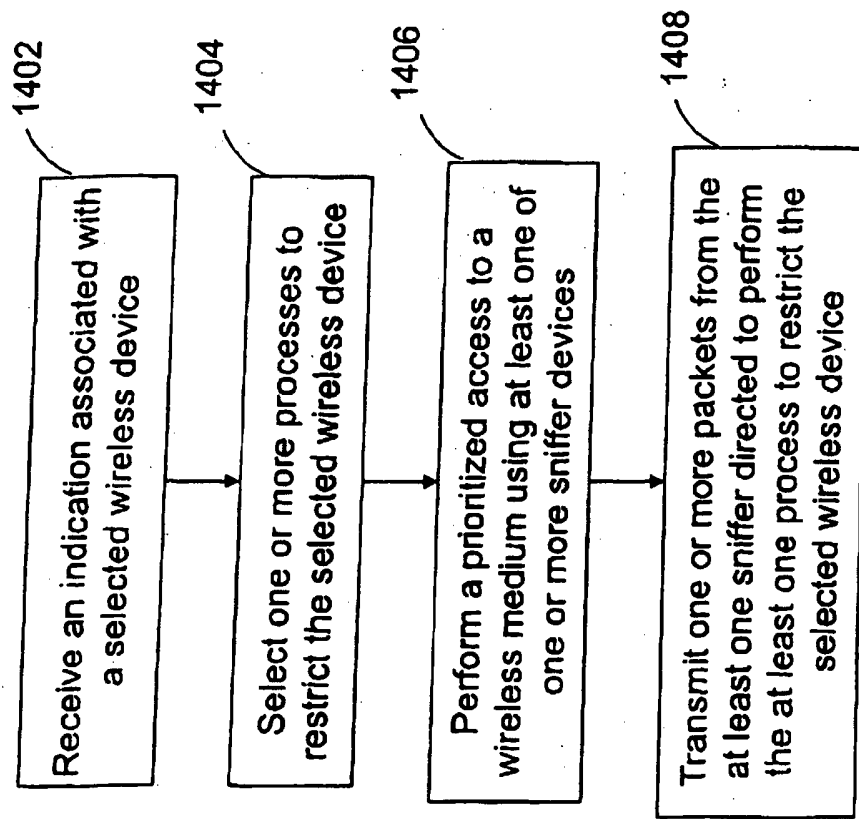 1402
Receive an indication associated with
a selected wireless device
1404
Select one or more processes to
restrict the selected wireless device
1406
Perform a prioritized access to a
wireless medium using at least one of
one or more sniffer devices
1408
Transmit one or more packets from the
at least one sniffer directed to perform
the at least one process to restrict the
selected wireless device